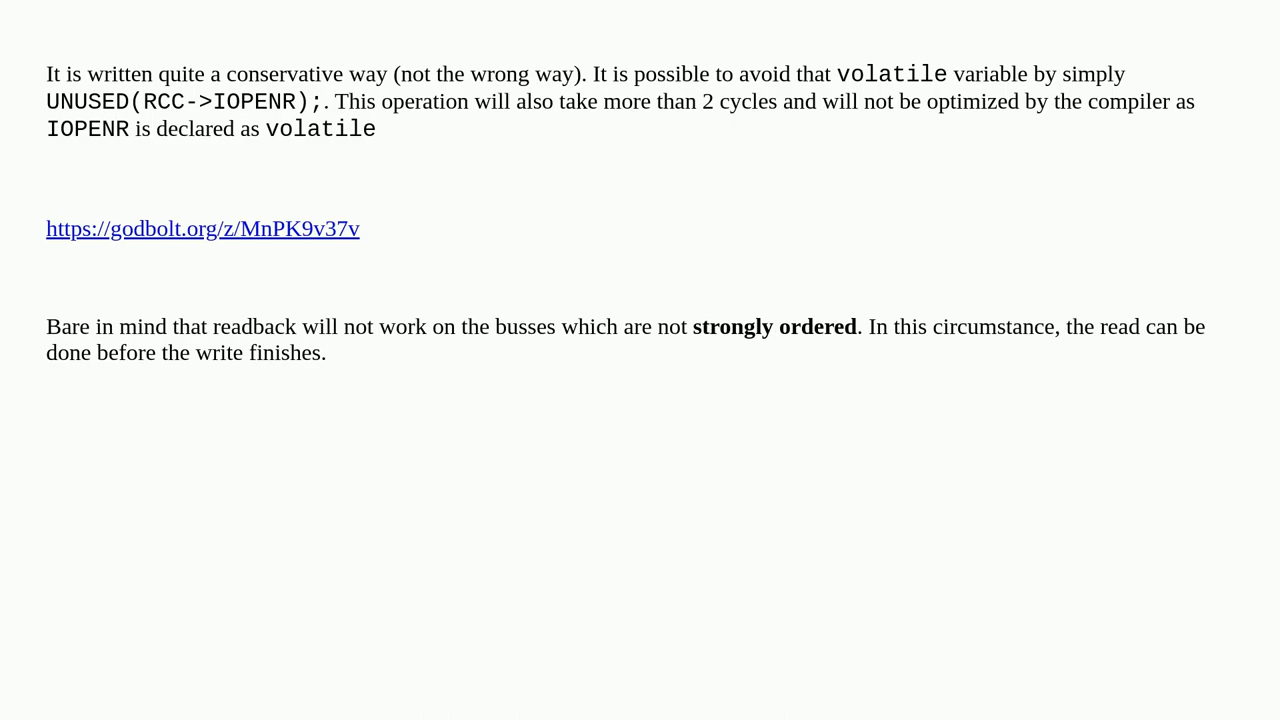 It is written quite a conservative way (not the wrong way). It is possible to avoid that volatile variable by simply
UNUSED(RCC->IOPENR);. This operation will also take more than 2 cycles and will not be optimized by the compiler as
IOPENR is declared as volatile
https://godbolt.org/z/MnPK9v37v
Bare in mind that readback will not work on the busses which are not strongly ordered. In this circumstance, the read can be
done before the write finishes.